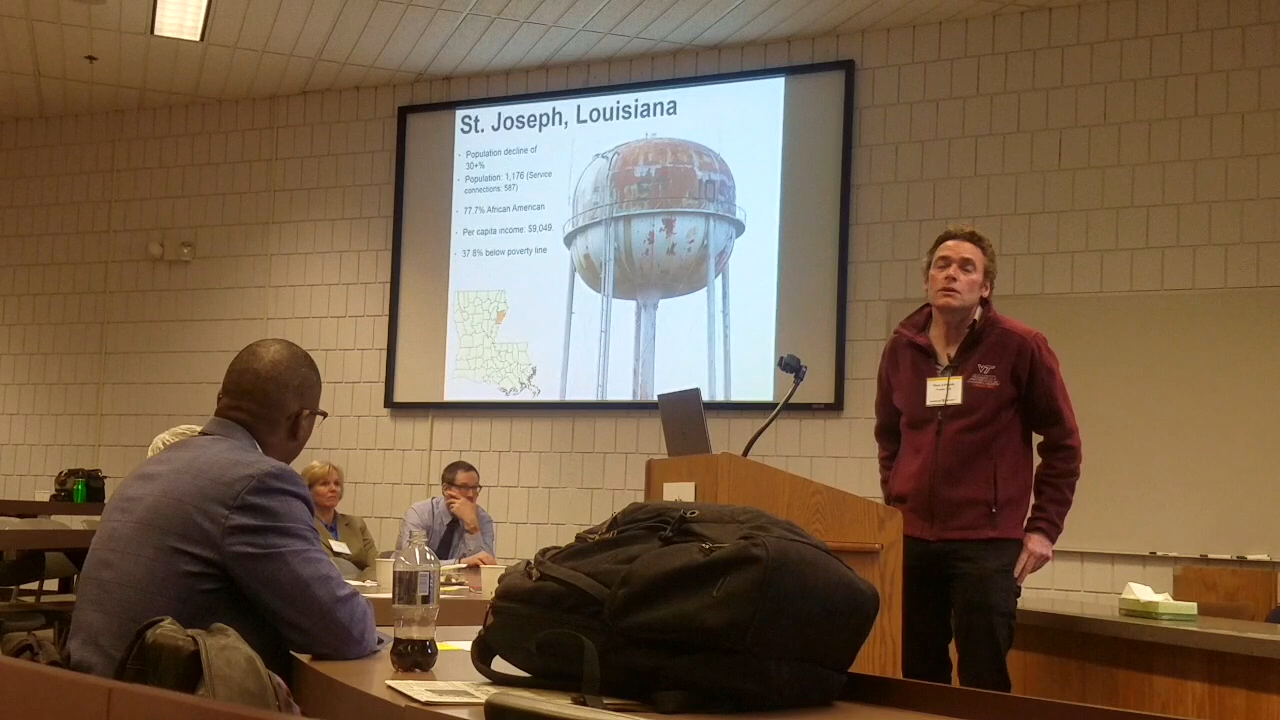 St. Joseph, Louisiana
· Population decline of
30+%
· Population: 1,176 (Service
connections: 587)
· 77.7% African American
· Per capita income: $9,049.
· 37.8% below poverty line
VT